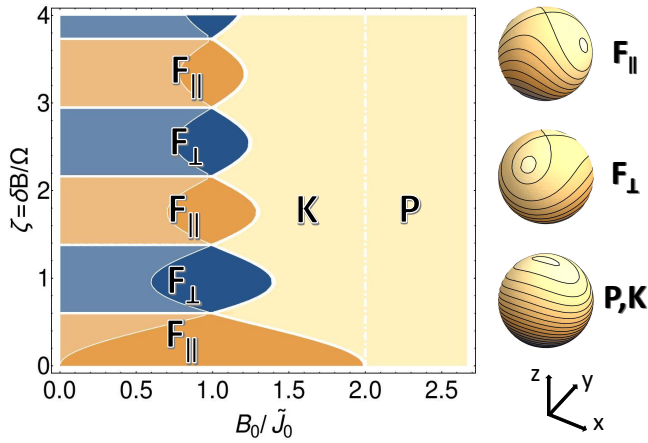 4
3
2
1
0
ζ=δB/Ω
F∥
F⊥
F∥
F⊥
F∥
K
P
0.0 0.5 1.0 1.5 2.0 2.5
B₀/J̃₀
F∥
F⊥
P,K
z
y
x